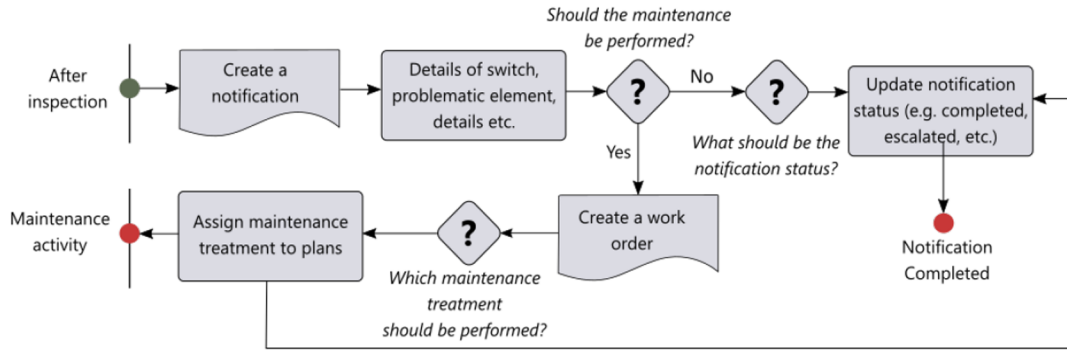 Should the maintenance
be performed?
After
inspection
Create a
notification
Details of switch,
problematic element,
details etc.
?
No
?
Update notification
status (e.g. completed,
escalated, etc.)
What should be the
notification status?
Yes
Maintenance
activity
Assign maintenance
treatment to plans
?
Create a work
order
Which maintenance
treatment
should be performed?
Notification
Completed